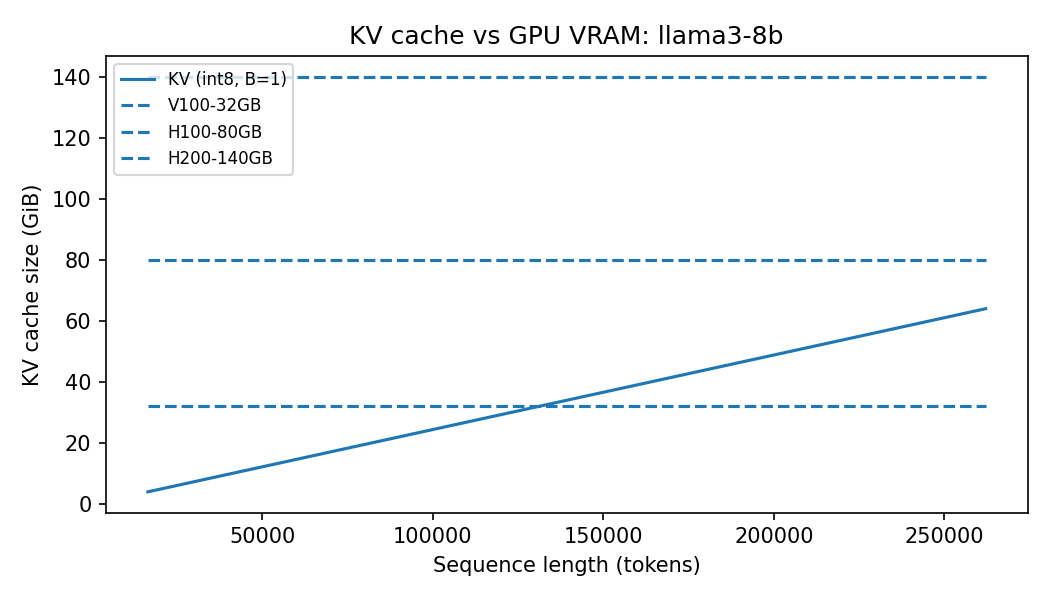 KV cache vs GPU VRAM: llama3-8b
KV cache size (GiB)
140
120
100
80
60
40
20
0
KV (int8, B=1)
V100-32GB
H100-80GB
H200-140GB
50000
100000
150000
200000
250000
Sequence length (tokens)